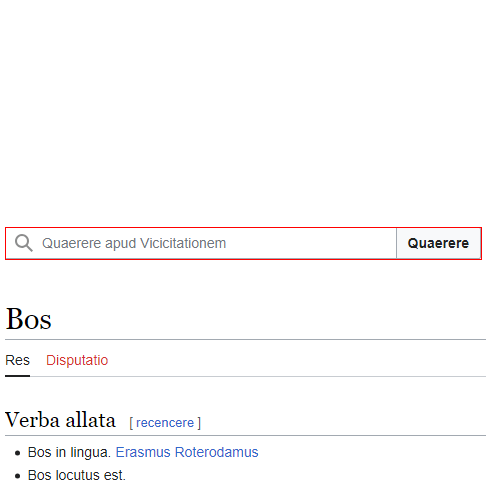 Quaerere apud Vicicitationem Quaerere
Bos
Res Disputatio
Verba allata [ recencere ]
Bos in lingua. Erasmus Roterodamus
Bos locutus est.